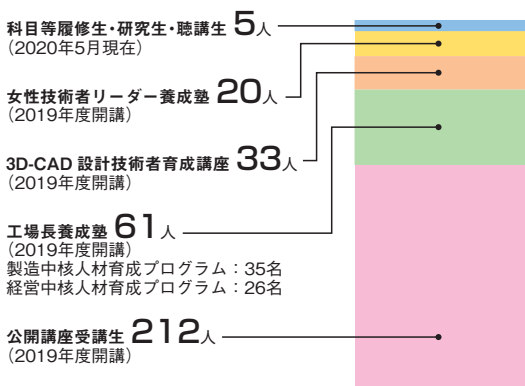 科目等履修生・研究生・聴講生 5人
(2020年5月現在)
女性技術者リーダー養成塾 20人
(2019年度開講)
3D-CAD 設計技術者育成講座 33人
(2019年度開講)
工場長養成塾 61人
(2019年度開講)
製造中核人材育成プログラム：35名
経営中核人材育成プログラム：26名
公開講座受講生 212人
(2019年度開講)